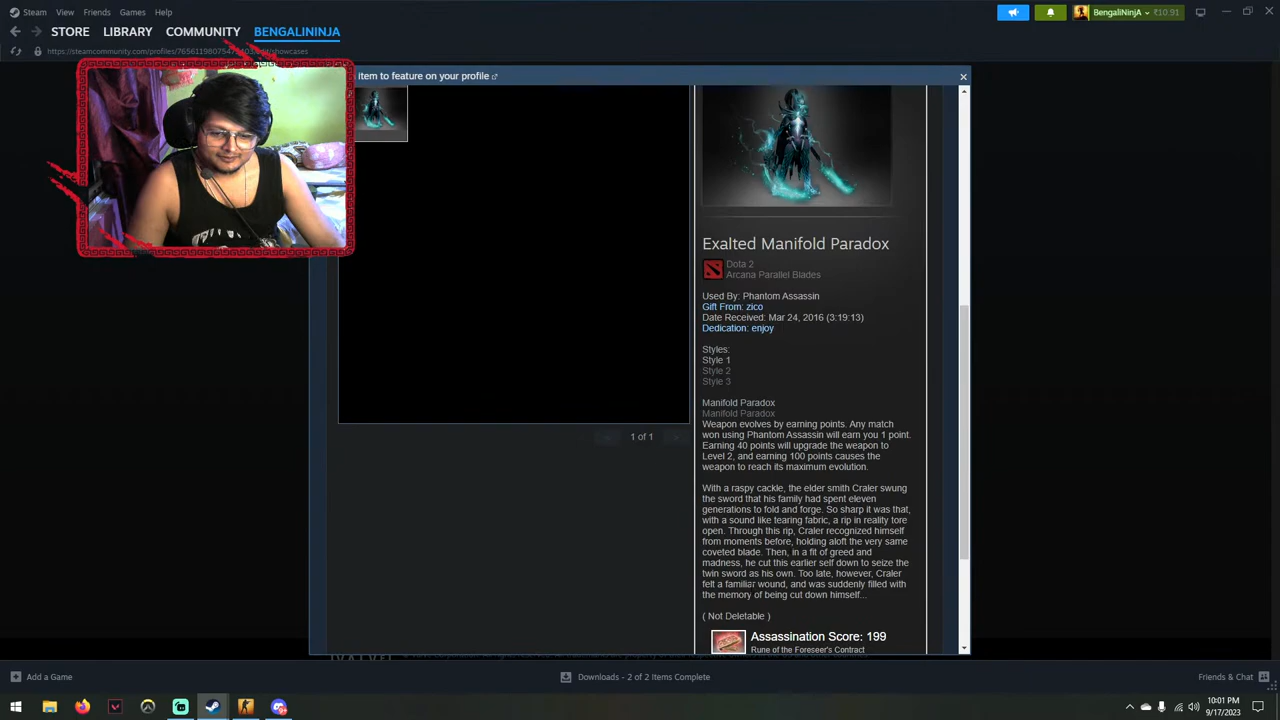 Steam View Friends Games Help
BengaliNinjA ₹10.91
STORE LIBRARY COMMUNITY BENGALININJA
item to feature on your profile
Exalted Manifold Paradox
Dota 2
Arcana Parallel Blades
Used By: Phantom Assassin
Gift From: zico
Date Received: Mar 24, 2016 (3:19:13)
Dedication: enjoy
Styles:
Style 1
Style 2
Style 3
Manifold Paradox
Manifold Paradox
Weapon evolves by earning points. Any match
won using Phantom Assassin will earn you 1 point.
Earning 40 points will upgrade the weapon to
Level 2, and earning 100 points causes the
weapon to reach its maximum evolution.
1 of 1
With a raspy cackle, the elder smith Craler swung
the sword that his family had spent eleven
generations to fold and forge. So sharp it was that,
with a sound like tearing fabric, a rip in reality tore
open. Through this rip, Craler recognized himself
from moments before, holding aloft the very same
coveted blade. Then, in a fit of greed and
madness, he cut this earlier self down to seize the
twin sword as his own. Too late, however, Craler
felt a familiar wound, and was suddenly filled with
the memory of being cut down himself...
( Not Deletable )
Assassination Score: 199
Rune of the Foreseer's Contract
Add a Game
Downloads - 2 of 2 Items Complete
Friends & Chat
10:01 PM
9/17/2023